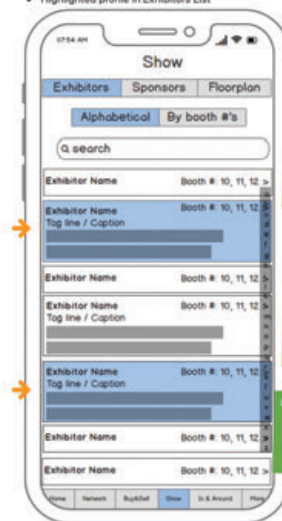 Highlighted profile in Exhibitors List
07:54 AM
Show
Exhibitors Sponsors Floorplan
Alphabetical By booth #'s
search
Exhibitor Name Booth #: 10, 11, 12 >
Exhibitor Name Booth #: 10, 11, 12
Tag line / Caption
Exhibitor Name Booth #: 10, 11, 12
Exhibitor Name Booth #: 10, 11, 12
Tag line / Caption
Exhibitor Name Booth #: 10, 11, 12
Tag line / Caption
Exhibitor Name Booth #: 10, 11, 12
Exhibitor Name Booth #: 10, 11, 12 >
Home Network Buy&Sell Show In & Around More